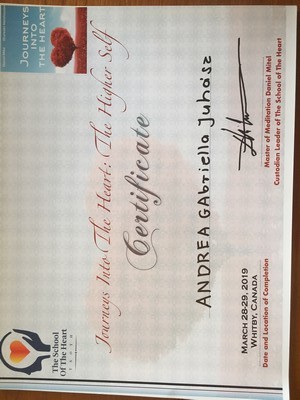 JOURNEYS
INTO
THE HEART
The School
Of The Heart
Journeys Into The Heart: The Higher Self
Certificate
ANDREA GAbriella Juhász
MARCH 28-29, 2019
WHITBY, CANADA
Date and Location of Completion
Master of Meditation Daniel Mitel
Custodian Leader of The School of The Heart